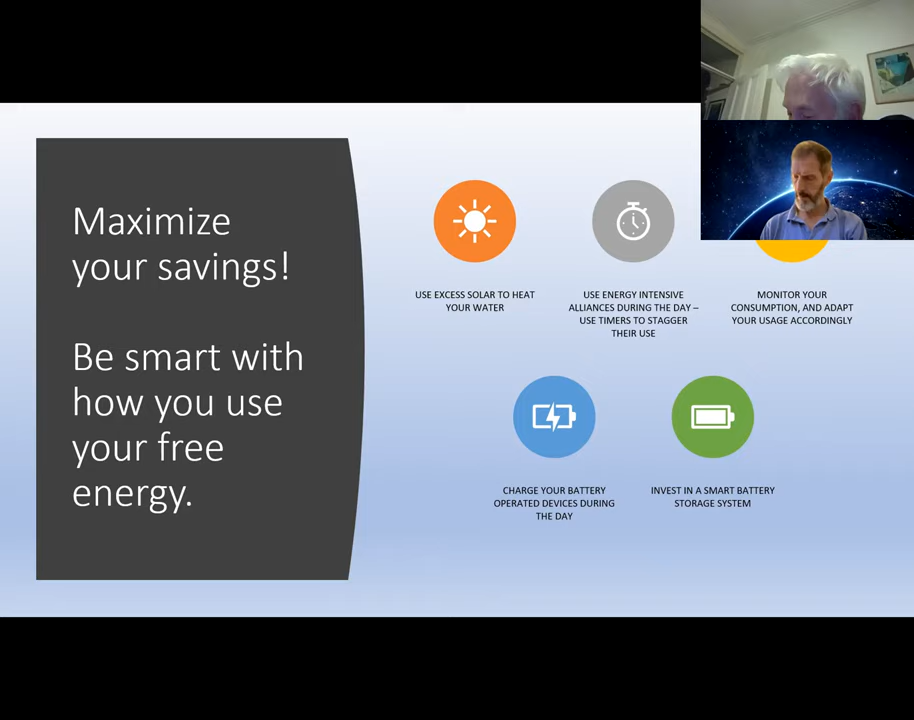 Maximize
your savings!
Be smart with
how you use
your free
energy.
USE EXCESS SOLAR TO HEAT
YOUR WATER
USE ENERGY INTENSIVE
ALLIANCES DURING THE DAY –
USE TIMERS TO STAGGER
THEIR USE
MONITOR YOUR
CONSUMPTION, AND ADAPT
YOUR USAGE ACCORDINGLY
CHARGE YOUR BATTERY
OPERATED DEVICES DURING
THE DAY
INVEST IN A SMART BATTERY
STORAGE SYSTEM